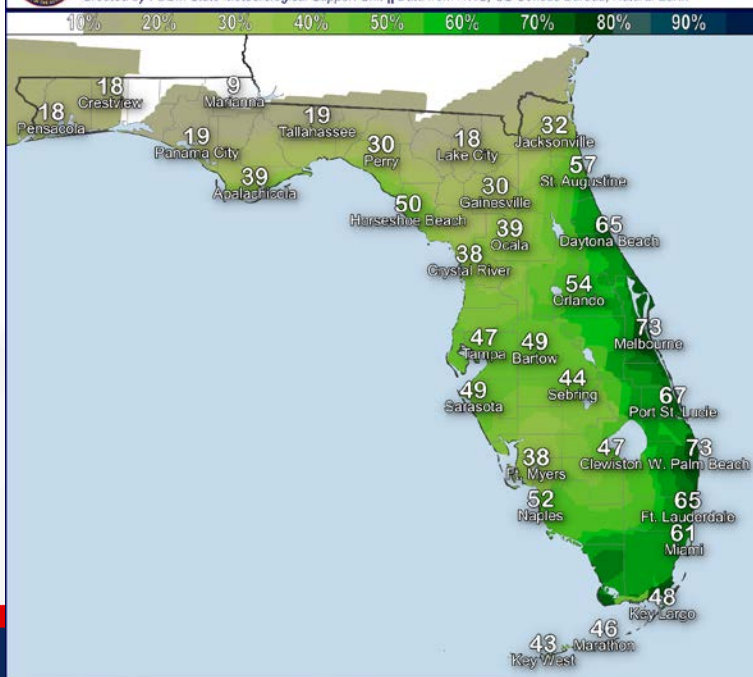 10% 20% 30% 40% 50% 60% 70% 80% 90%
18
Crestview
9
Marianna
18
Pensacola
19
Panama City
19
Tallahassee
39
Apalachicola
30
Perry
18
Lake City
32
Jacksonville
57
St. Augustine
50
Horseshoe Beach
30
Gainesville
39
Ocala
65
Daytona Beach
38
Crystal River
54
Orlando
73
Melbourne
47
Tampa
49
Bartow
49
Sarasota
44
Sebring
67
Port St. Lucie
38
Ft. Myers
47
Clewiston
73
W. Palm Beach
52
Naples
65
Ft. Lauderdale
61
Miami
48
Key Largo
46
Marathon
43
Key West